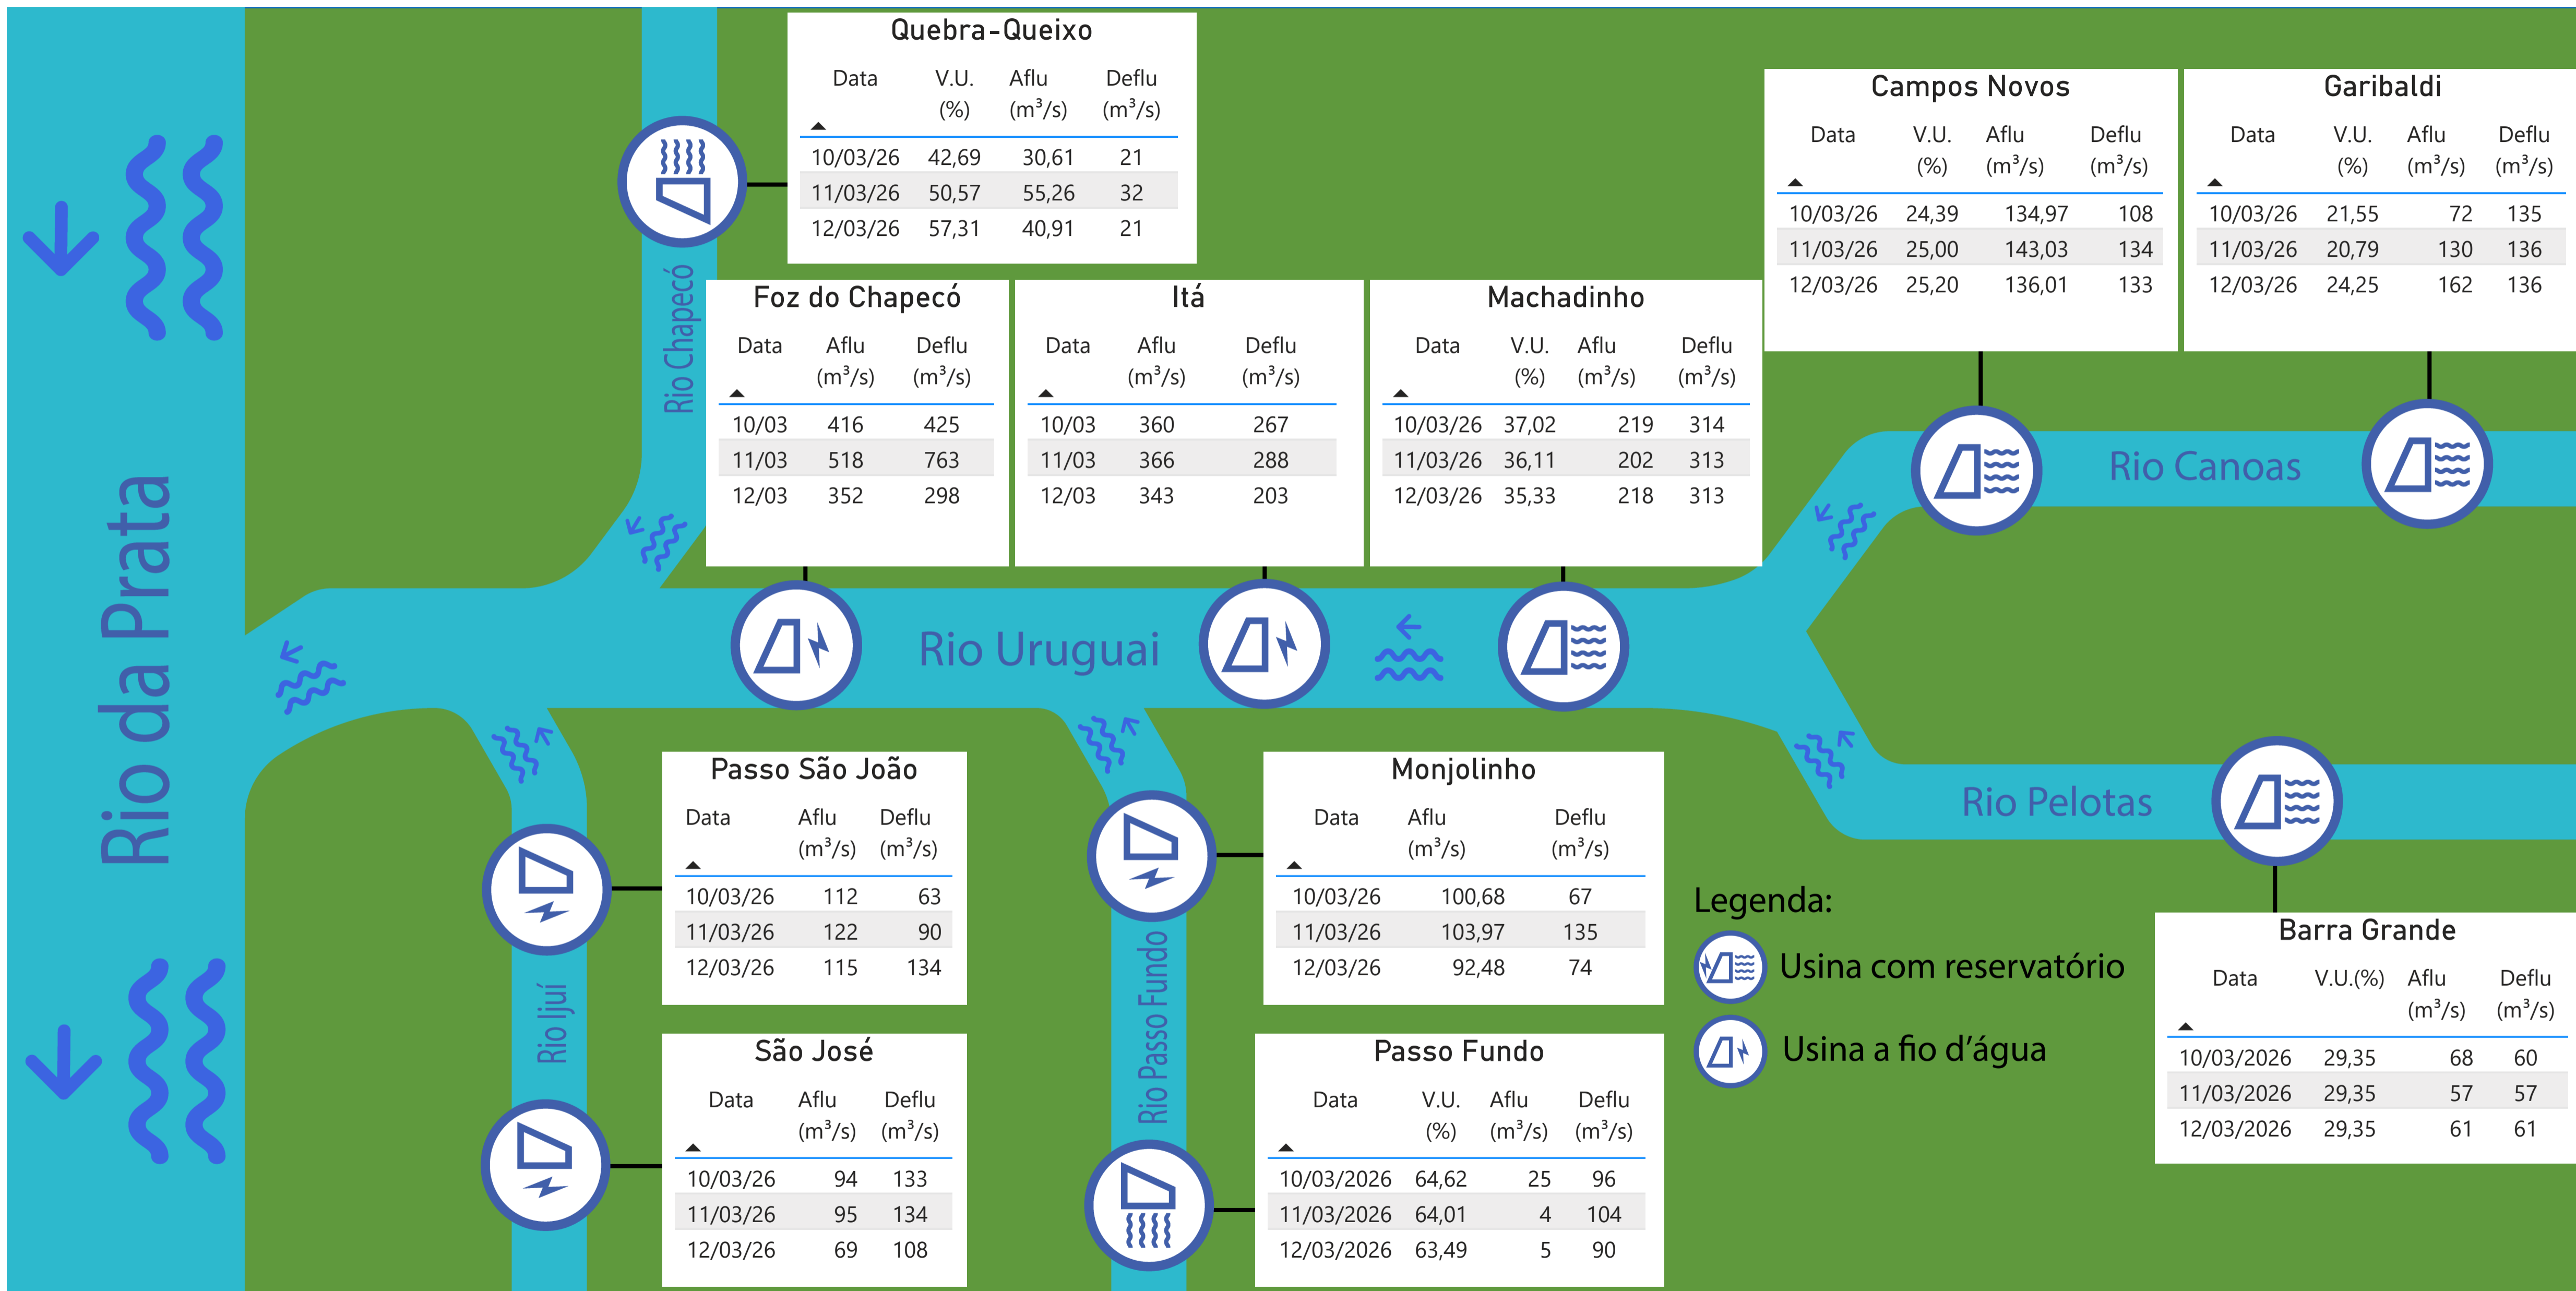 Quebra-Queixo
Data V.U. (%) Aflu (m³/s) Deflu (m³/s)
10/03/26 42,69 30,61 21
11/03/26 50,57 55,26 32
12/03/26 57,31 40,91 21
Campos Novos
Data V.U. (%) Aflu (m³/s) Deflu (m³/s)
10/03/26 24,39 134,97 108
11/03/26 25,00 143,03 134
12/03/26 25,20 136,01 133
Garibaldi
Data V.U. (%) Aflu (m³/s) Deflu (m³/s)
10/03/26 21,55 72 135
11/03/26 20,79 130 136
12/03/26 24,25 162 136
Rio Chapecó
Foz do Chapecó
Data Aflu (m³/s) Deflu (m³/s)
10/03 416 425
11/03 518 763
12/03 352 298
Itá
Data Aflu (m³/s) Deflu (m³/s)
10/03 360 267
11/03 366 288
12/03 343 203
Machadinho
Data V.U. (%) Aflu (m³/s) Deflu (m³/s)
10/03/26 37,02 219 314
11/03/26 36,11 202 313
12/03/26 35,33 218 313
Rio Canoas
Rio da Prata
Rio Uruguai
Rio Pelotas
Passo São João
Data Aflu (m³/s) Deflu (m³/s)
10/03/26 112 63
11/03/26 122 90
12/03/26 115 134
Monjolinho
Data Aflu (m³/s) Deflu (m³/s)
10/03/26 100,68 67
11/03/26 103,97 135
12/03/26 92,48 74
Legenda:
Usina com reservatório
Usina a fio d’água
Barra Grande
Data V.U.(%) Aflu (m³/s) Deflu (m³/s)
10/03/2026 29,35 68 60
11/03/2026 29,35 57 57
12/03/2026 29,35 61 61
Rio Ijuí
São José
Data Aflu (m³/s) Deflu (m³/s)
10/03/26 94 133
11/03/26 95 134
12/03/26 69 108
Rio Passo Fundo
Passo Fundo
Data V.U. (%) Aflu (m³/s) Deflu (m³/s)
10/03/2026 64,62 25 96
11/03/2026 64,01 4 104
12/03/2026 63,49 5 90